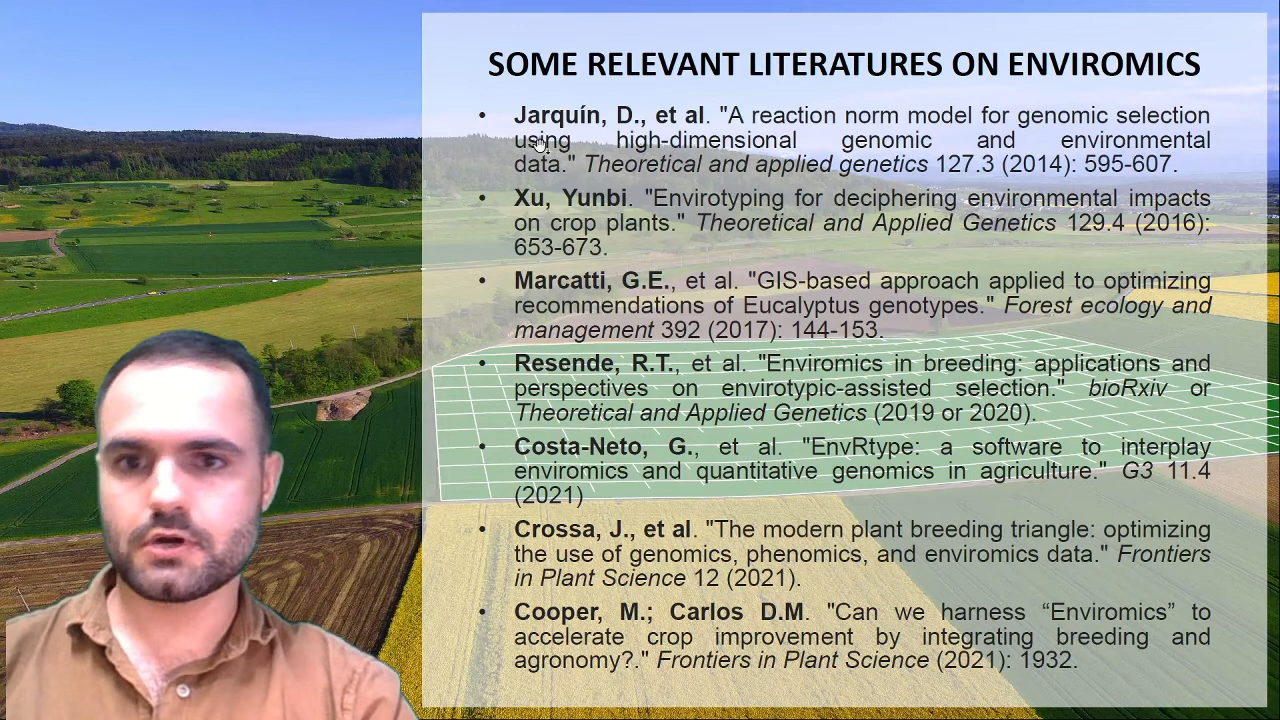 SOME RELEVANT LITERATURES ON ENVIROMICS
• Jarquín, D., et al. "A reaction norm model for genomic selection
using high-dimensional genomic and environmental
data." Theoretical and applied genetics 127.3 (2014): 595-607.
• Xu, Yunbi. "Envirotyping for deciphering environmental impacts
on crop plants." Theoretical and Applied Genetics 129.4 (2016):
653-673.
• Marcatti, G.E., et al. "GIS-based approach applied to optimizing
recommendations of Eucalyptus genotypes." Forest ecology and
management 392 (2017): 144-153.
• Resende, R.T., et al. "Enviromics in breeding: applications and
perspectives on envirotypic-assisted selection." bioRxiv or
Theoretical and Applied Genetics (2019 or 2020).
• Costa-Neto, G., et al. "EnvRtype: a software to interplay
enviromics and quantitative genomics in agriculture." G3 11.4
(2021)
• Crossa, J., et al. "The modern plant breeding triangle: optimizing
the use of genomics, phenomics, and enviromics data." Frontiers
in Plant Science 12 (2021).
• Cooper, M.; Carlos D.M. "Can we harness “Enviromics” to
accelerate crop improvement by integrating breeding and
agronomy?." Frontiers in Plant Science (2021): 1932.